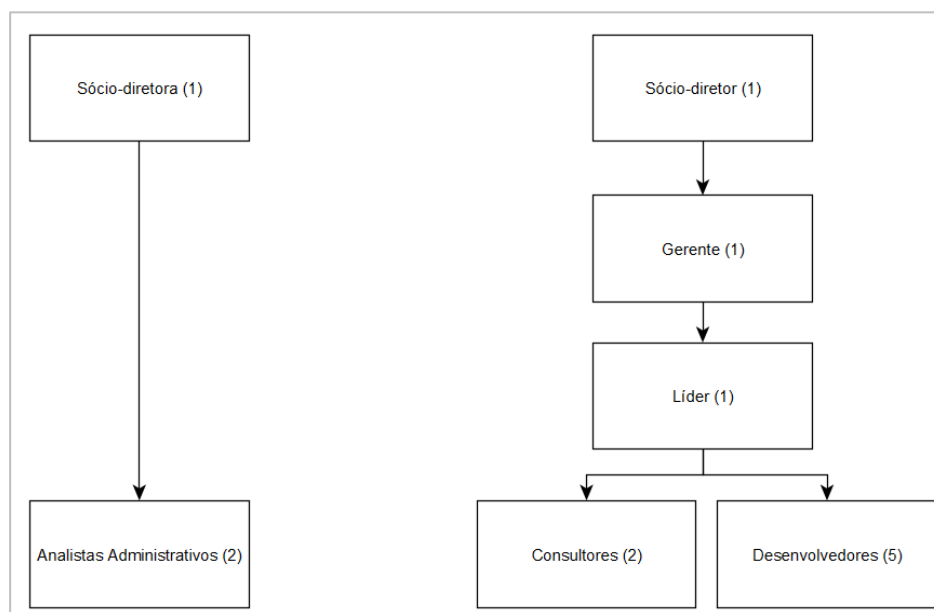 Sócio-diretora (1)
Sócio-diretor (1)
Gerente (1)
Líder (1)
Analistas Administrativos (2)
Consultores (2)
Desenvolvedores (5)